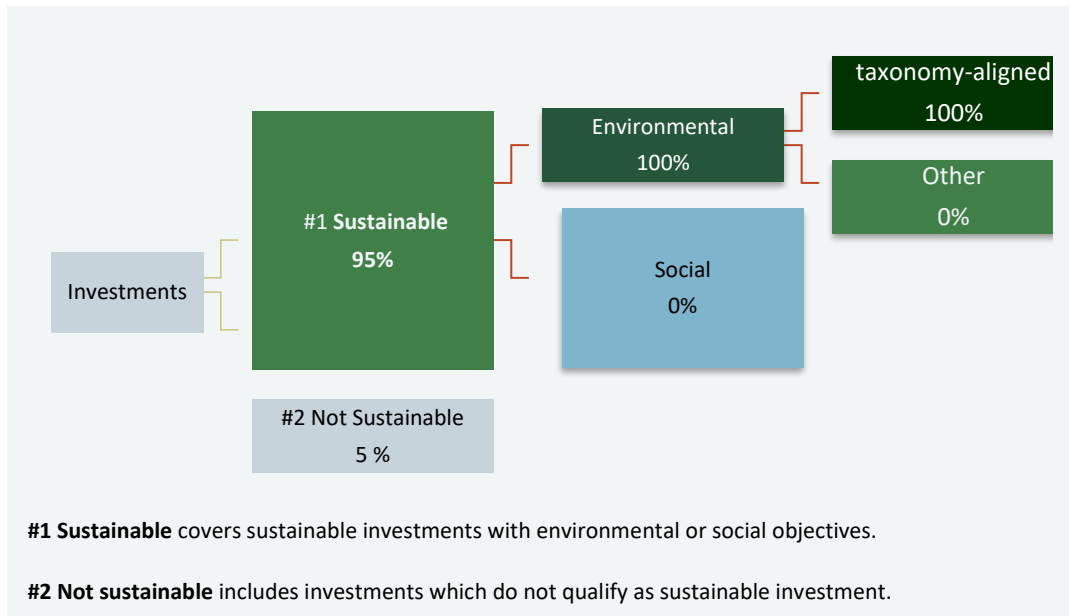 Investments
#1 Sustainable
95%
#2 Not Sustainable
5 %
Environmental
100%
Social
0%
taxonomy-aligned
100%
Other
0%
#1 Sustainable covers sustainable investments with environmental or social objectives.
#2 Not sustainable includes investments which do not qualify as sustainable investment.